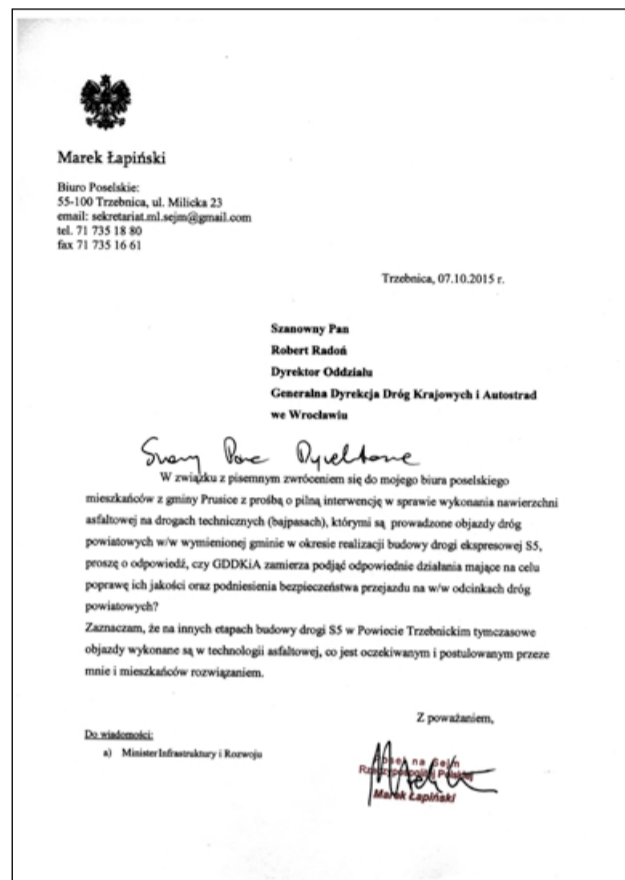 Marek Łapiński
Biuro Poselskie:
55-100 Trzebnica, ul. Milicka 23
email: sekretariat.ml.sejm@gmail.com
tel. 71 735 18 80
fax 71 735 16 61
Trzebnica, 07.10.2015 r.
Szanowny Pan
Robert Radoń
Dyrektor Oddziału
Generalna Dyrekcja Dróg Krajowych i Autostrad
we Wrocławiu
Szanowny Panie Dyrektorze
W związku z pisemnym zwróceniem się do mojego biura poselskiego
mieszkańców z gminy Prusice z prośbą o pilną interwencję w sprawie wykonania nawierzchni
asfaltowej na drogach technicznych (bajpasach), którymi są prowadzone objazdy dróg
powiatowych w/w wymienionej gminie w okresie realizacji budowy drogi ekspresowej S5,
proszę o odpowiedź, czy GDDKiA zamierza podjąć odpowiednie działania mające na celu
poprawę ich jakości oraz podniesienia bezpieczeństwa przejazdu na w/w odcinkach dróg
powiatowych?
Zaznaczam, że na innych etapach budowy drogi S5 w Powiecie Trzebnickim tymczasowe
objazdy wykonane są w technologii asfaltowej, co jest oczekiwanym i postulowanym przeze
mnie i mieszkańców rozwiązaniem.
Z poważaniem,
Do wiadomości:
a) Minister Infrastruktury i Rozwoju
Poseł na Sejm
Rzeczypospolitej Polskiej
Marek Łapiński